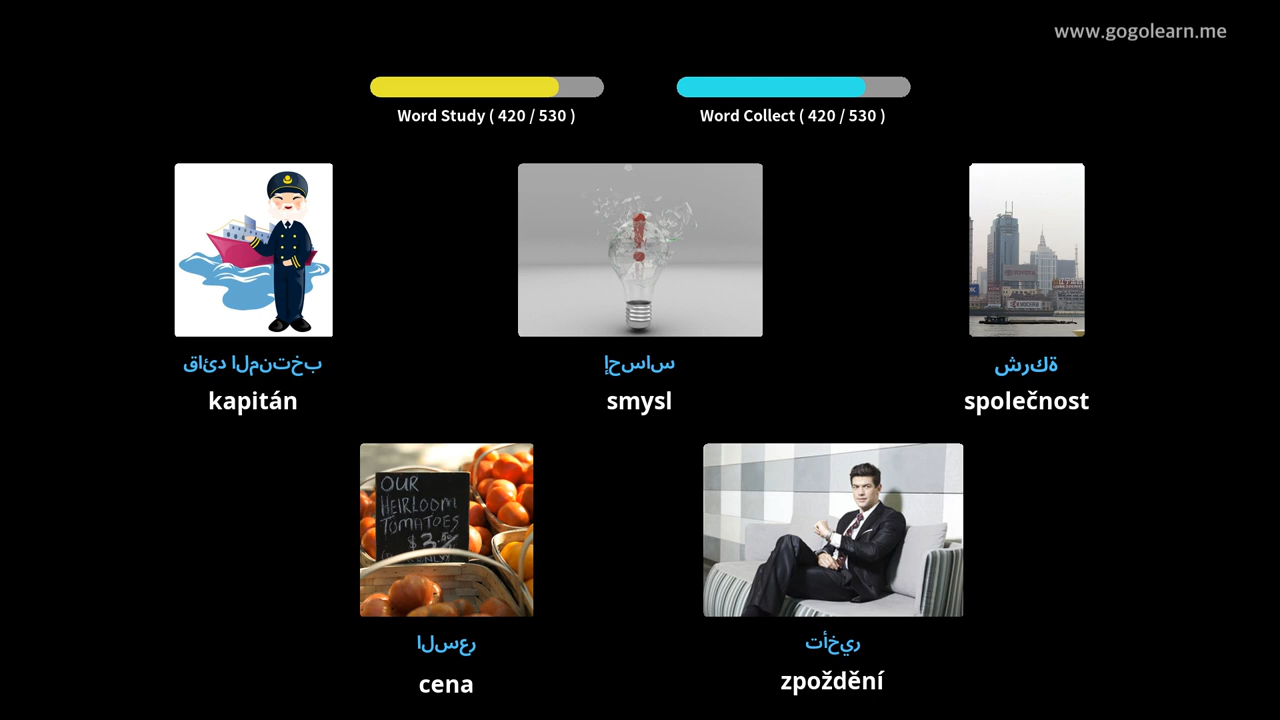 www.gogolearn.me
Word Study ( 420 / 530 )
Word Collect ( 420 / 530 )
TOYOTA
قائد المنتخب
إحساس
شركة
kapitán
smysl
společnost
OUR
HEIRLOOM
TOMATOES
السعر
تأخير
cena
zpoždění